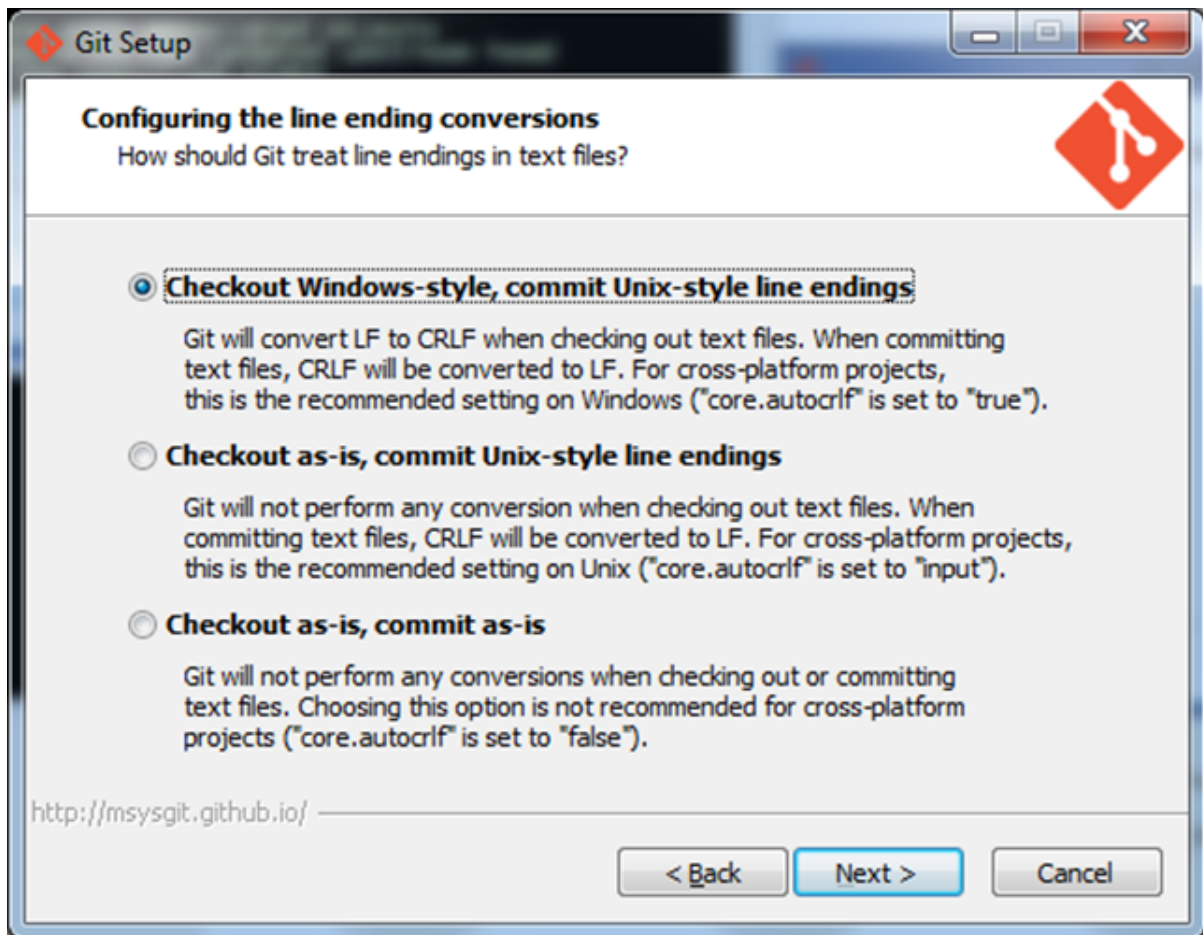 Git Setup
Configuring the line ending conversions
How should Git treat line endings in text files?
Checkout Windows-style, commit Unix-style line endings
Git will convert LF to CRLF when checking out text files. When committing
text files, CRLF will be converted to LF. For cross-platform projects,
this is the recommended setting on Windows ("core.autocrlf" is set to "true").
Checkout as-is, commit Unix-style line endings
Git will not perform any conversion when checking out text files. When
committing text files, CRLF will be converted to LF. For cross-platform projects,
this is the recommended setting on Unix ("core.autocrlf" is set to "input").
Checkout as-is, commit as-is
Git will not perform any conversions when checking out or committing
text files. Choosing this option is not recommended for cross-platform
projects ("core.autocrlf" is set to "false").
http://msysgit.github.io/
< Back
Next >
Cancel